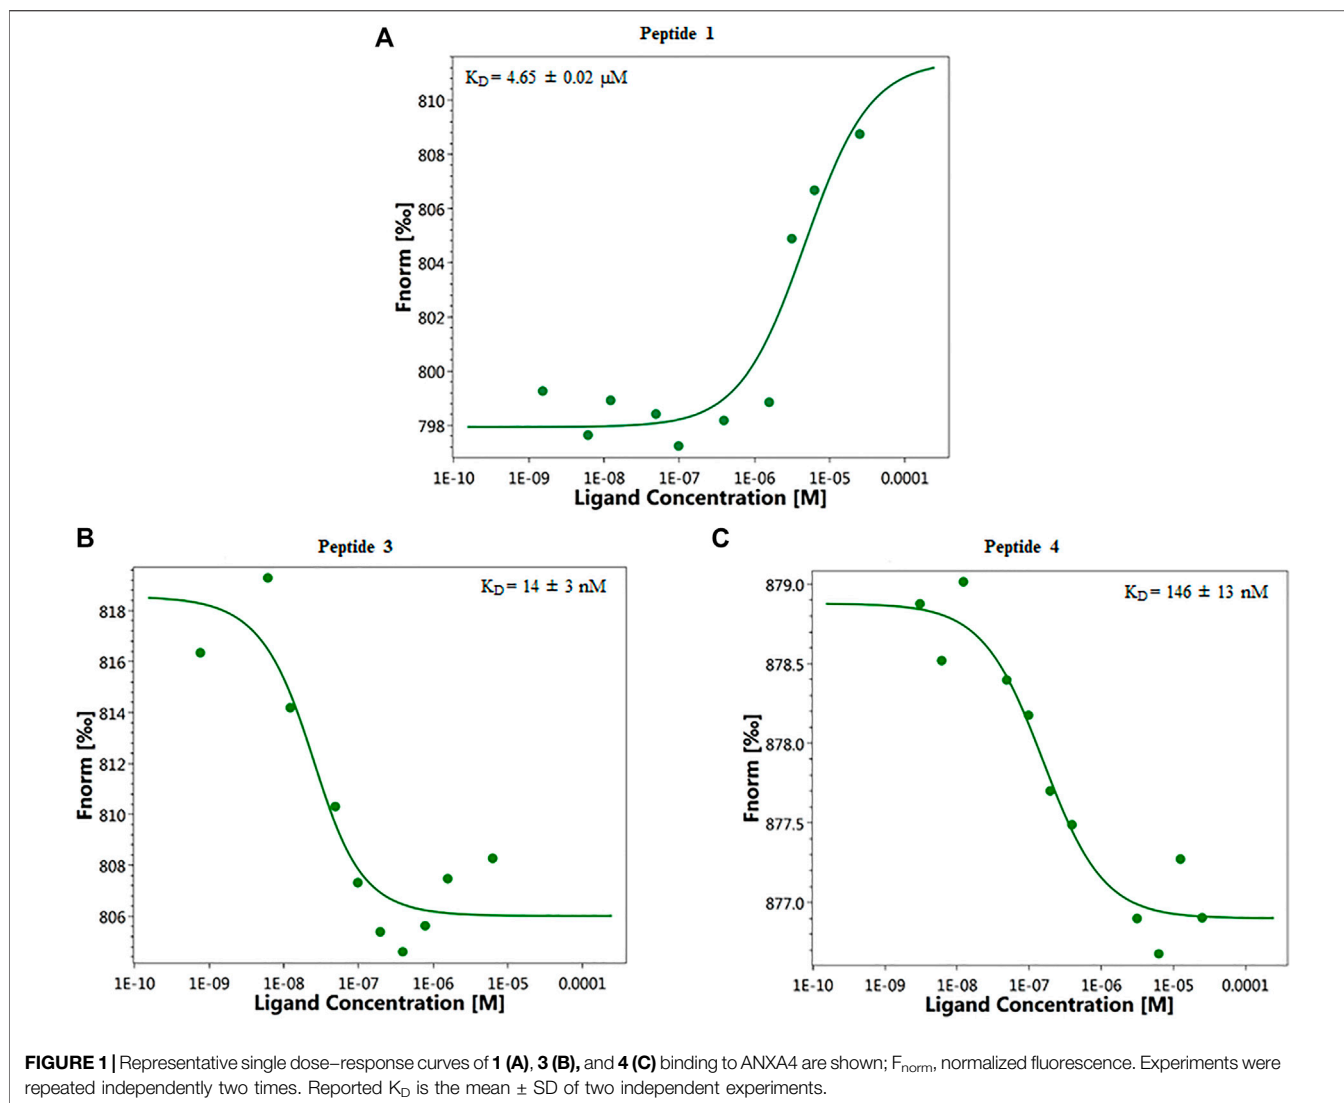 A
Peptide 1
K_D = 4.65 ± 0.02 µM
810
808
806
804
802
800
798
Fnorm [‰]
1E-10 1E-09 1E-08 1E-07 1E-06 1E-05 0.0001
Ligand Concentration [M]
B
Peptide 3
K_D = 14 ± 3 nM
818
816
814
812
810
808
806
Fnorm [‰]
1E-10 1E-09 1E-08 1E-07 1E-06 1E-05 0.0001
Ligand Concentration [M]
C
Peptide 4
K_D = 146 ± 13 nM
879.0
878.5
878.0
877.5
877.0
Fnorm [‰]
1E-10 1E-09 1E-08 1E-07 1E-06 1E-05 0.0001
Ligand Concentration [M]
FIGURE 1 | Representative single dose–response curves of 1 (A), 3 (B), and 4 (C) binding to ANXA4 are shown; F_norm, normalized fluorescence. Experiments were
repeated independently two times. Reported K_D is the mean ± SD of two independent experiments.